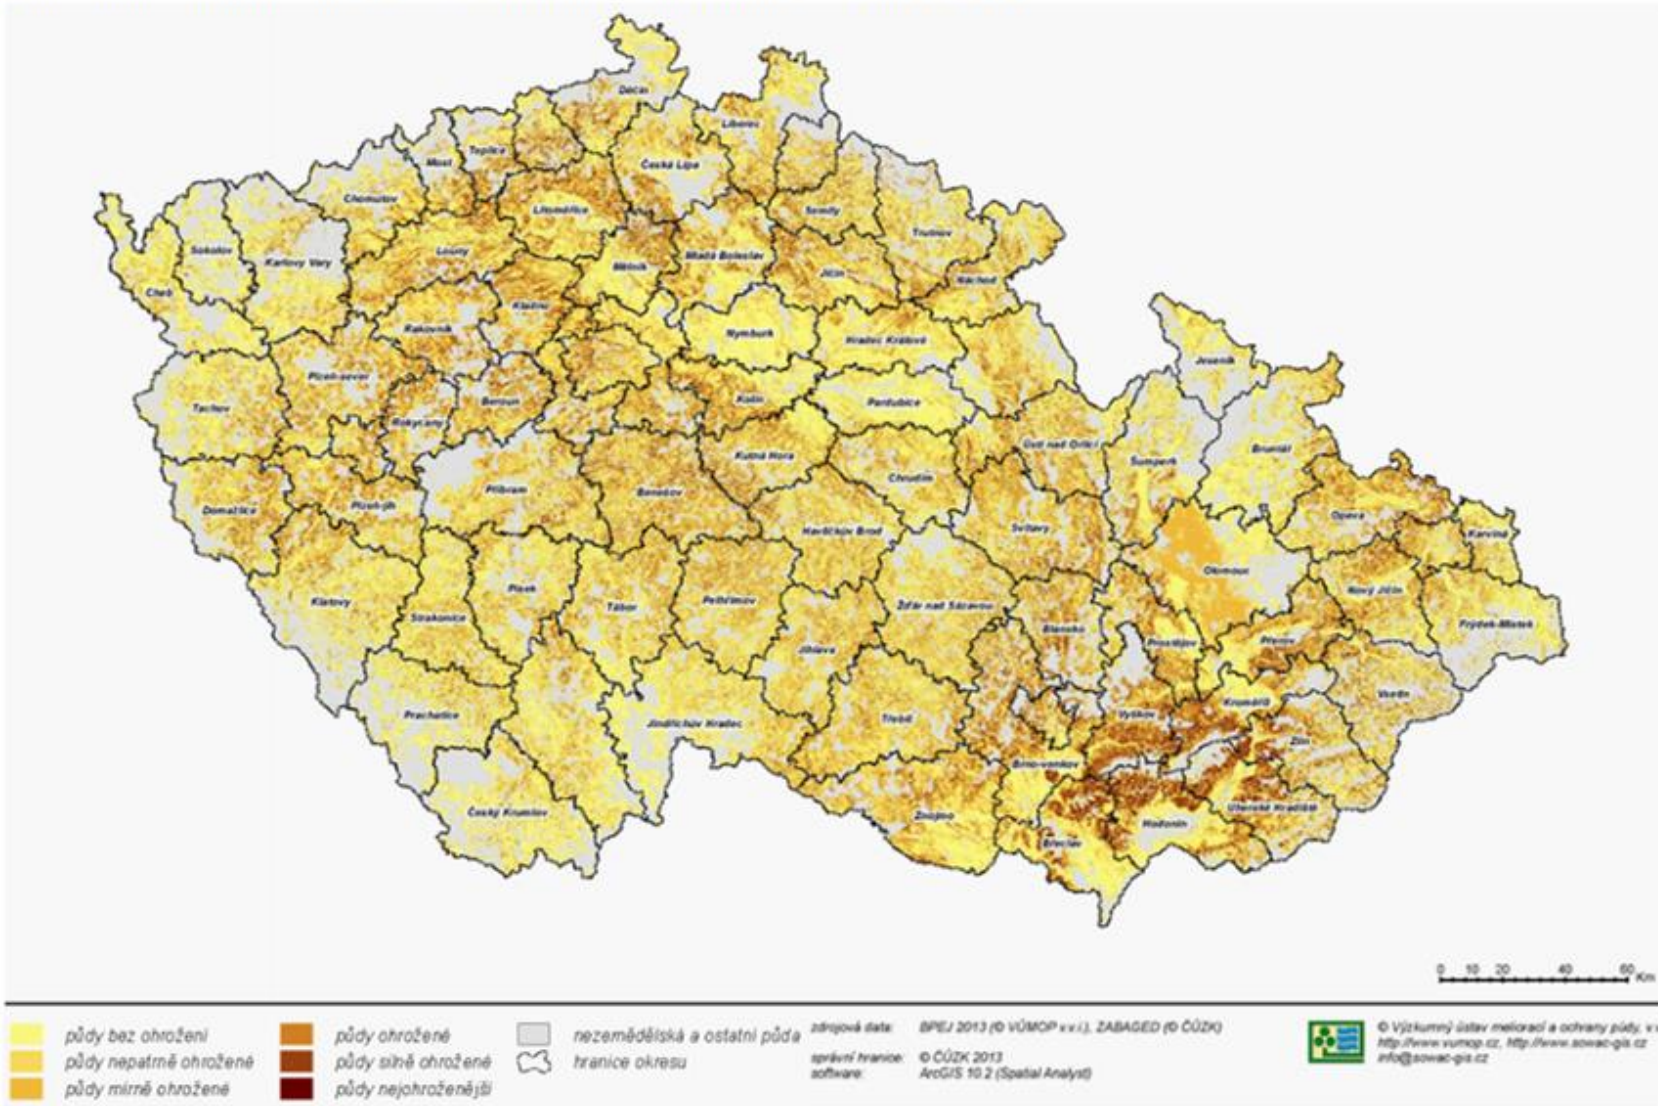 Děčín
Liberec
Most
Teplice
Česká Lípa
Chomutov
Litoměřice
Semily
Trutnov
Sokolov
Karlovy Vary
Louny
Mělník
Mladá Boleslav
Jičín
Náchod
Cheb
Kladno
Rakovník
Nymburk
Hradec Králové
Jeseník
Plzeň-sever
Beroun
Kolín
Pardubice
Tachov
Rokycany
Ústí nad Orlicí
Kutná Hora
Šumperk
Bruntál
Chrudim
Příbram
Benešov
Domažlice
Plzeň-jih
Havlíčkův Brod
Svitavy
Opava
Karviná
Olomouc
Klatovy
Písek
Tábor
Pelhřimov
Žďár nad Sázavou
Nový Jičín
Strakonice
Blansko
Frýdek-Místek
Jihlava
Prostějov
Přerov
Vsetín
Prachatice
Jindřichův Hradec
Třebíč
Vyškov
Kroměříž
Zlín
Brno-venkov
Český Krumlov
Znojmo
Hodonín
Uherské Hradiště
Břeclav
0 10 20 40 60 Km
půdy bez ohrožení
půdy nepatrně ohrožené
půdy mírně ohrožené
půdy ohrožené
půdy silně ohrožené
půdy nejohroženější
nezemědělská a ostatní půda
hranice okresu
zdrojová data: BPEJ 2013 (© VÚMOP v.v.i.), ZABAGED (© ČÚZK)
správní hranice: © ČÚZK 2013
software: ArcGIS 10.2 (Spatial Analyst)
© Výzkumný ústav meliorací a ochrany půdy, v.v
http://www.vumop.cz, http://www.sowac-gis.cz
info@sowac-gis.cz